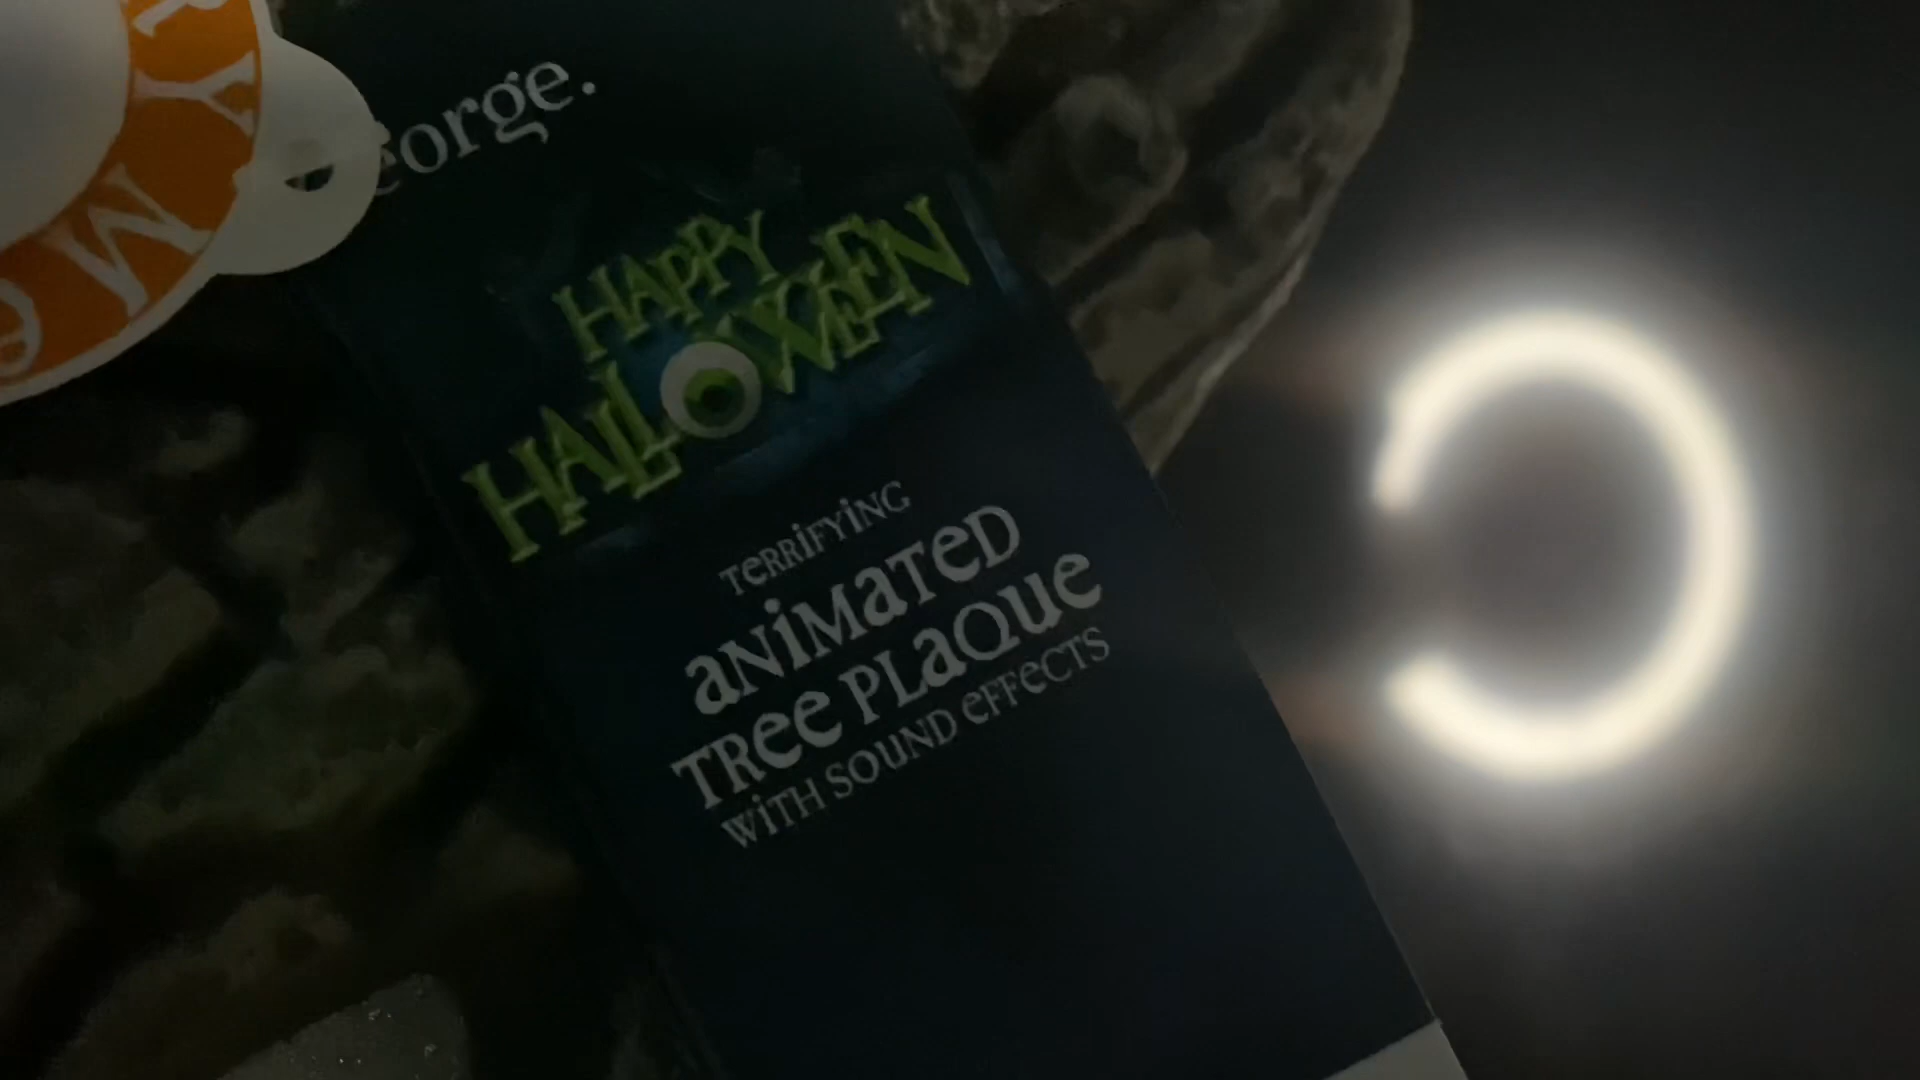 eorge.
HAPPY
HALLOWEEN
TeRRiFYiNG
aNiMaTeD
TRee PLaQUe
WiTH SOUND eFFeCTS